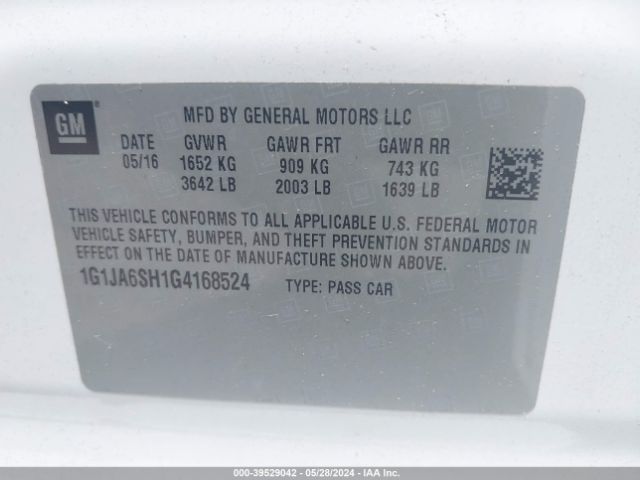 GM
MFD BY GENERAL MOTORS LLC
DATE GVWR GAWR FRT GAWR RR
05/16 1652 KG 909 KG 743 KG
3642 LB 2003 LB 1639 LB
THIS VEHICLE CONFORMS TO ALL APPLICABLE U.S. FEDERAL MOTOR
VEHICLE SAFETY, BUMPER, AND THEFT PREVENTION STANDARDS IN
EFFECT ON THE DATE OF MANUFACTURE SHOWN ABOVE.
1G1JA6SH1G4168524 TYPE: PASS CAR
000-39529042 - 05/28/2024 - IAA Inc.